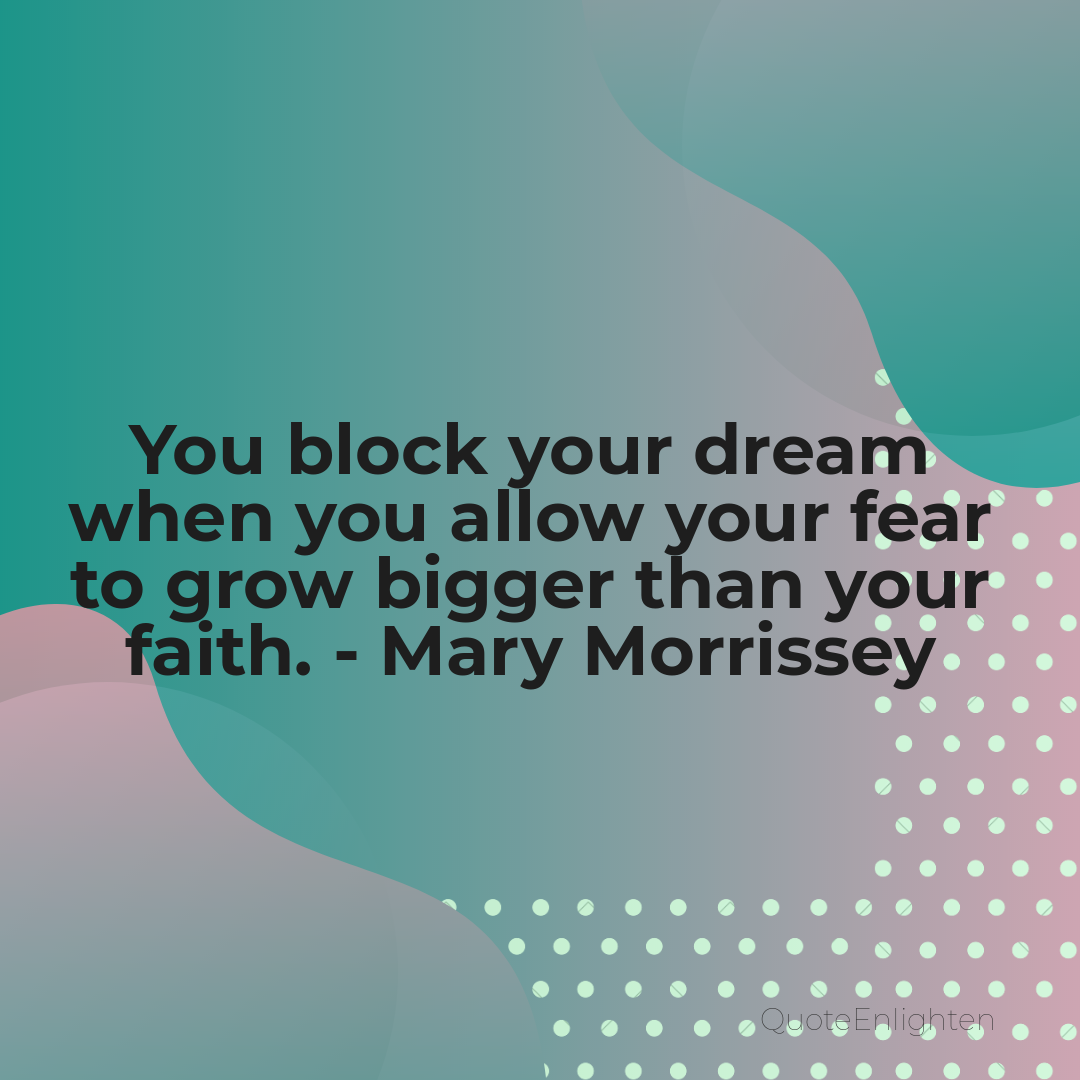 You block your dream
when you allow your fear
to grow bigger than your
faith. - Mary Morrissey
QuoteEnlighten